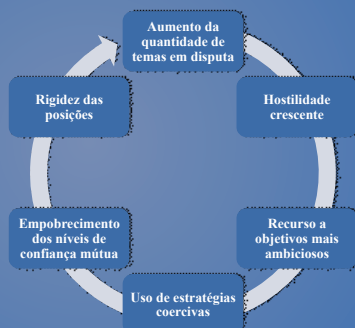 Aumento da
quantidade de
temas em disputa
Hostilidade
crescente
Recurso a
objetivos mais
ambiciosos
Uso de estratégias
coercivas
Empobrecimento
dos níveis de
confiança mútua
Rigidez das
posições